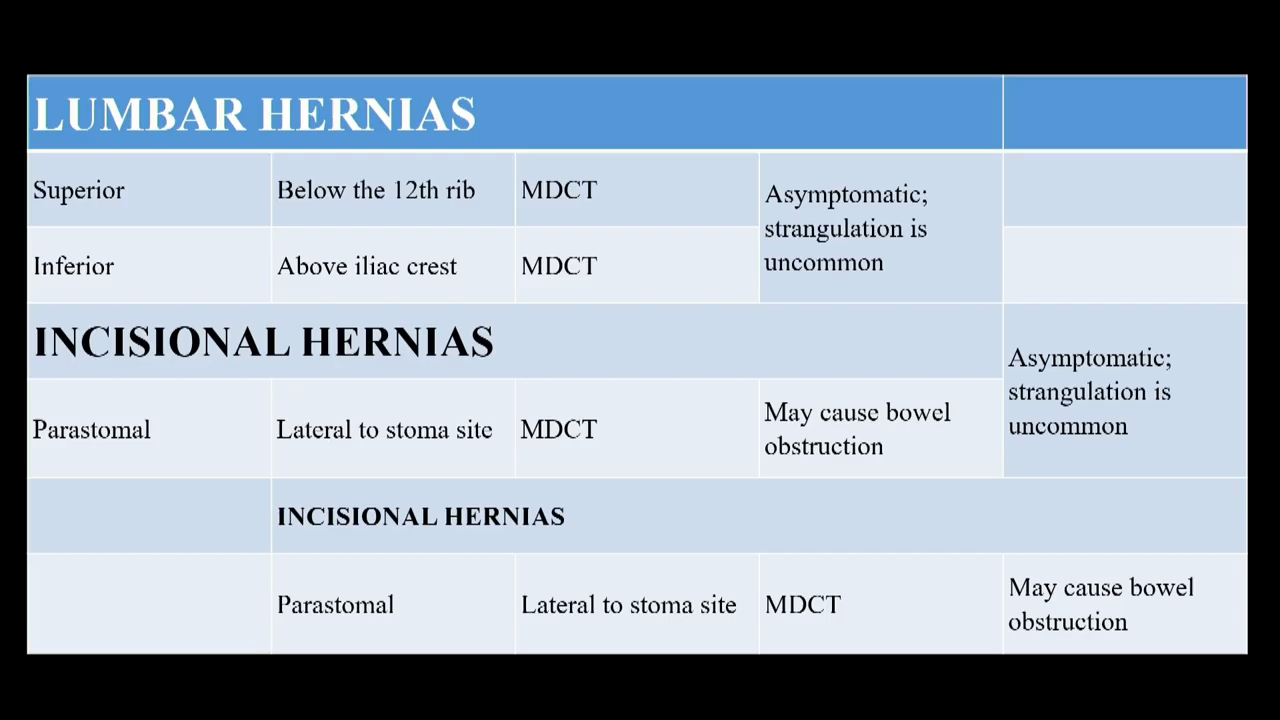 LUMBAR HERNIAS
Superior
Below the 12th rib
MDCT
Asymptomatic;
strangulation is
uncommon
Inferior
Above iliac crest
MDCT
INCISIONAL HERNIAS
Asymptomatic;
strangulation is
uncommon
Parastomal
Lateral to stoma site
MDCT
May cause bowel
obstruction
INCISIONAL HERNIAS
Parastomal
Lateral to stoma site
MDCT
May cause bowel
obstruction